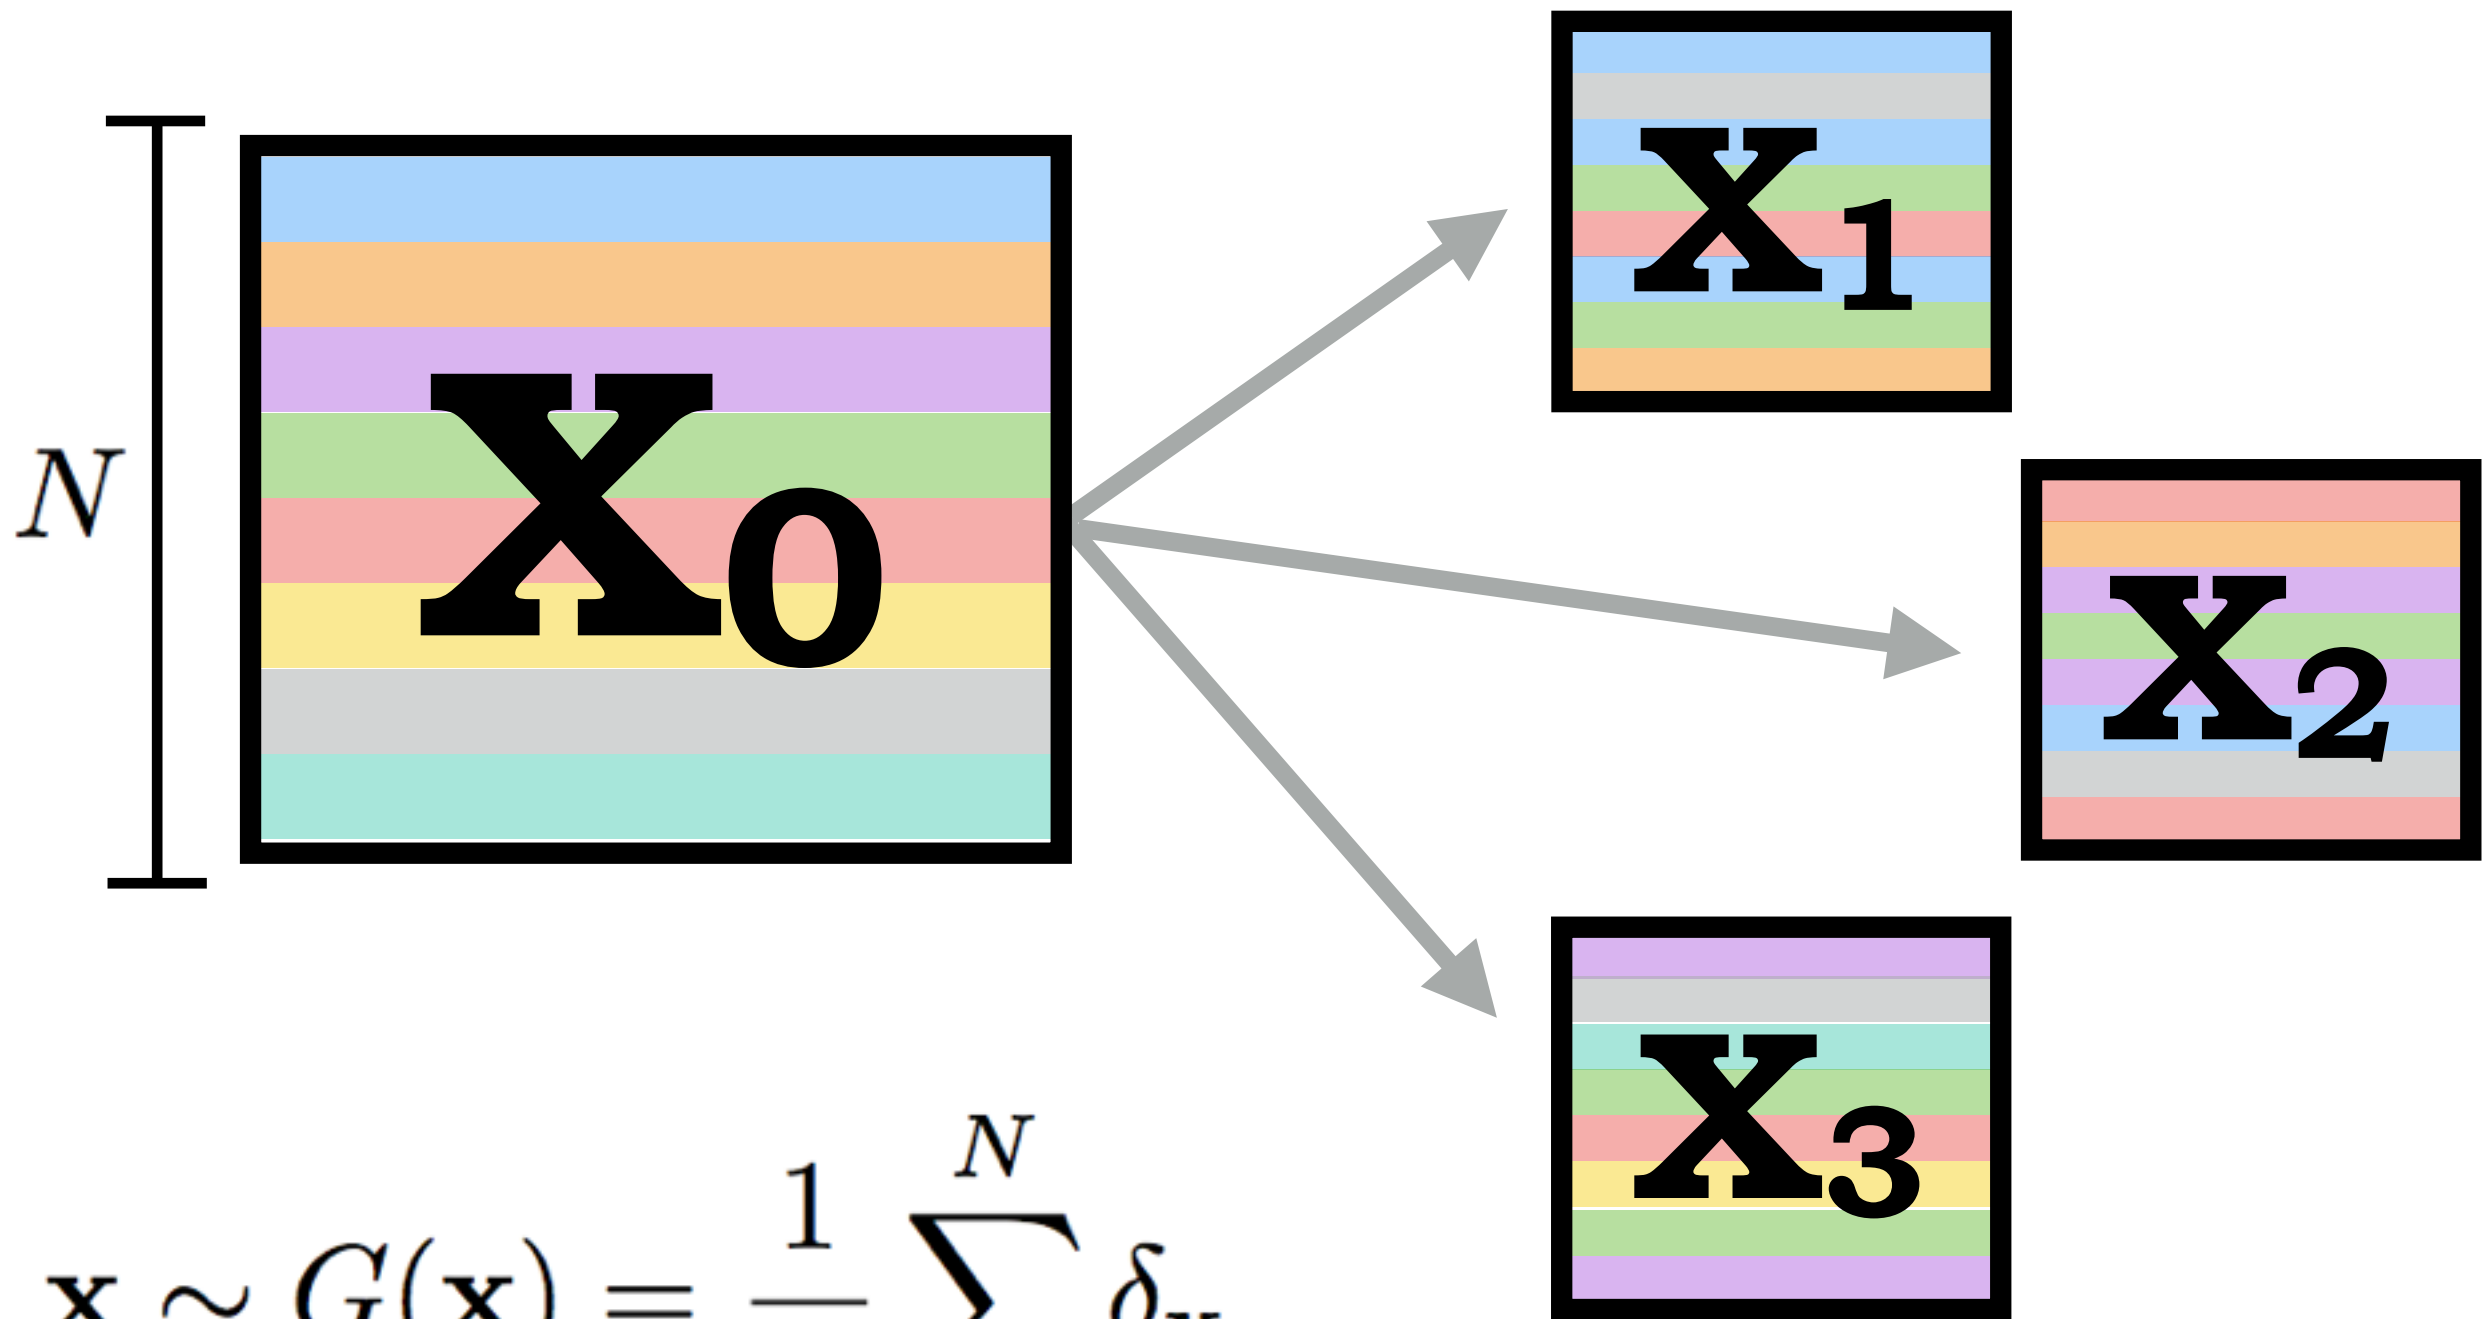 N
X0
X1
X2
X3
x ∼ G(x) = 1 ∑ N δx